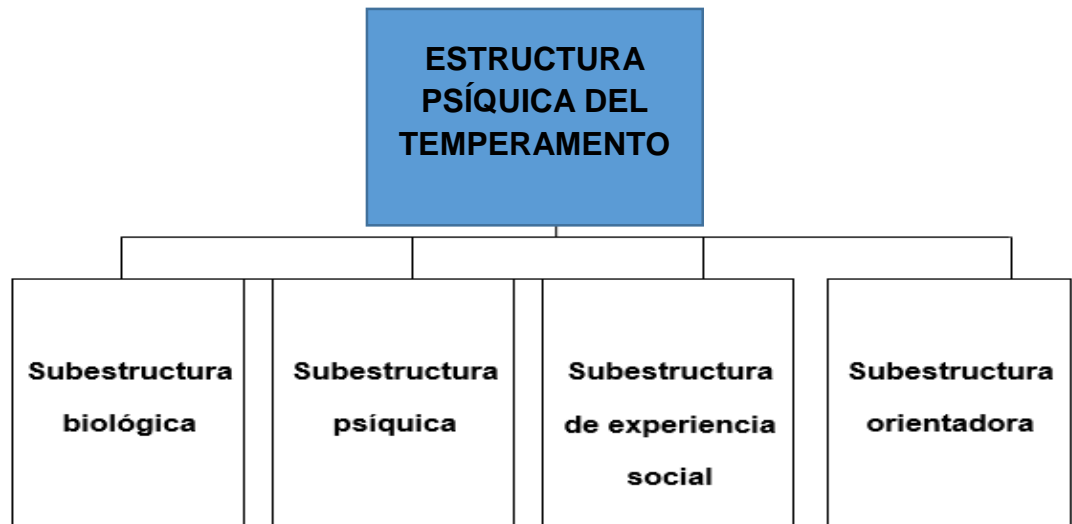 ESTRUCTURA
PSÍQUICA DEL
TEMPERAMENTO
Subestructura
biológica
Subestructura
psíquica
Subestructura
de experiencia
social
Subestructura
orientadora